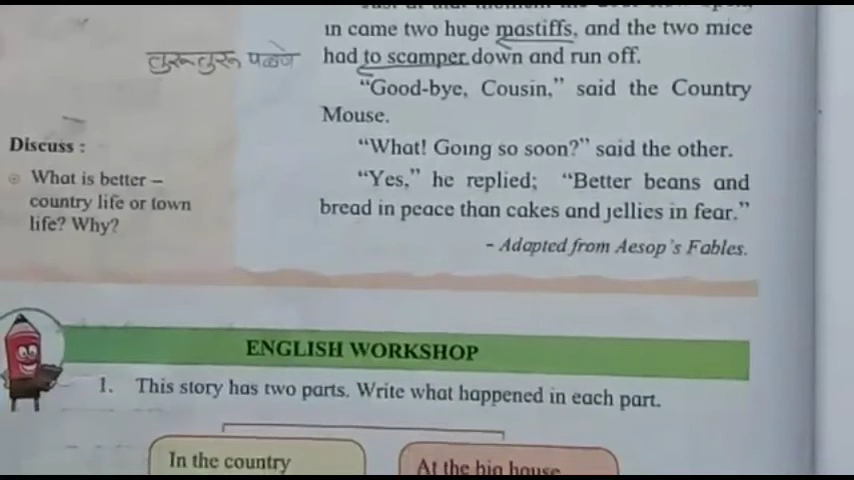 in came two huge mastiffs, and the two mice
तुरूतुरू पळणे
had to scamper down and run off.
"Good-bye, Cousin," said the Country
Mouse.
"What! Going so soon?" said the other.
"Yes," he replied; "Better beans and
bread in peace than cakes and jellies in fear."
- Adapted from Aesop's Fables.
Discuss :
What is better –
country life or town
life? Why?
ENGLISH WORKSHOP
1. This story has two parts. Write what happened in each part.
In the country
At the big house